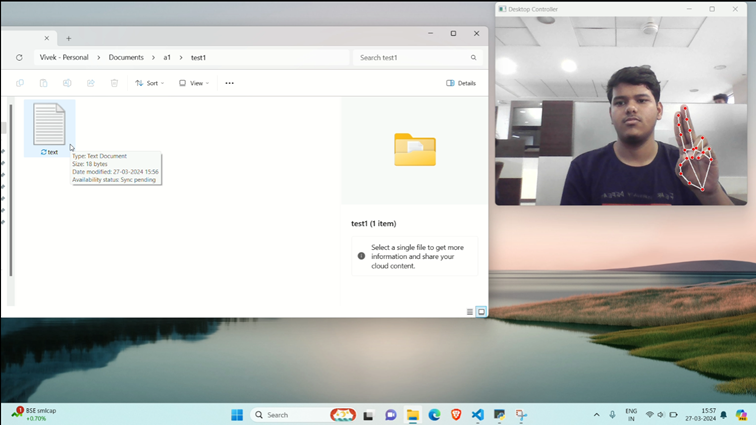 Desktop Controller
Vivek - Personal > Documents > a1 > test1
Search test1
Sort
View
Details
text
Type: Text Document
Size: 18 bytes
Date modified: 27-03-2024 15:56
Availability status: Sync pending
test1 (1 item)
Select a single file to get more
information and share your
cloud content.
1
BSE smlcap
+0.70%
Search
ENG
IN
15:57
27-03-2024